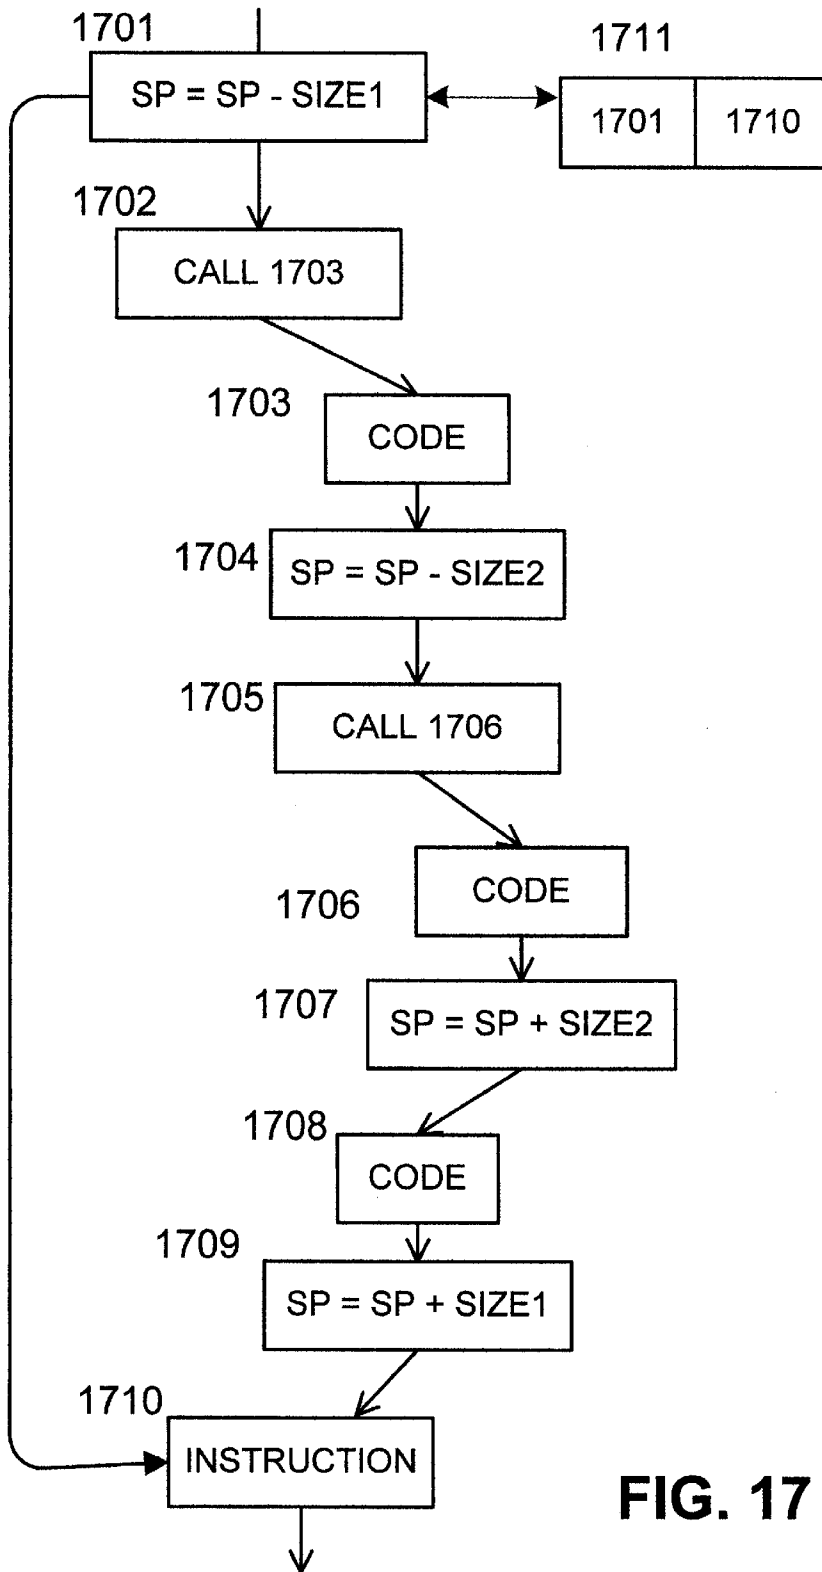 1701
1711
SP = SP - SIZE1
1701 1710
1702
CALL 1703
1703
CODE
1704
SP = SP - SIZE2
1705
CALL 1706
1706
CODE
1707
SP = SP + SIZE2
1708
CODE
1709
SP = SP + SIZE1
1710
INSTRUCTION
FIG. 17